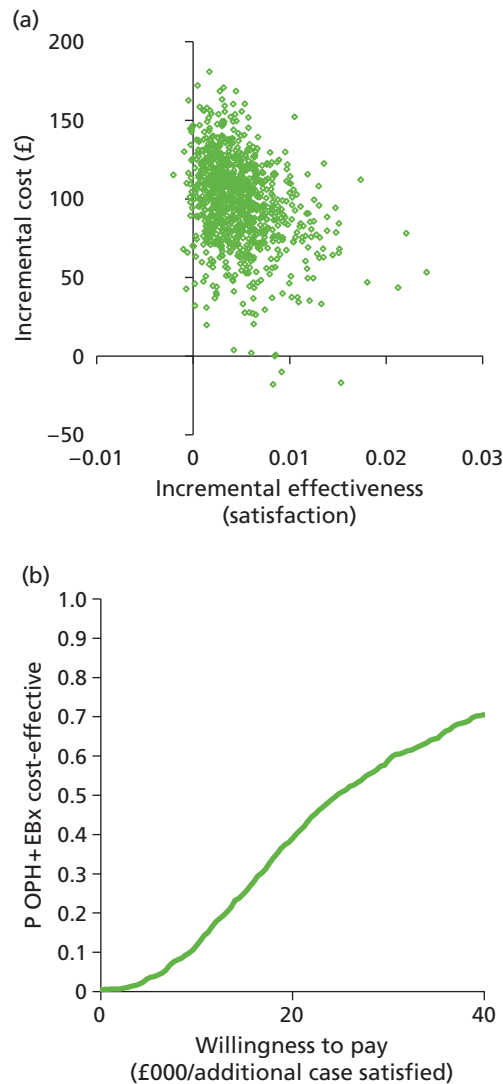 (a)
200
150
100
50
0
−50
Incremental cost (£)
−0.01 0 0.01 0.02 0.03
Incremental effectiveness
(satisfaction)
(b)
1.0
0.9
0.8
0.7
0.6
0.5
0.4
0.3
0.2
0.1
0
P OPH+EBx cost-effective
0 20 40
Willingness to pay
(£000/additional case satisfied)